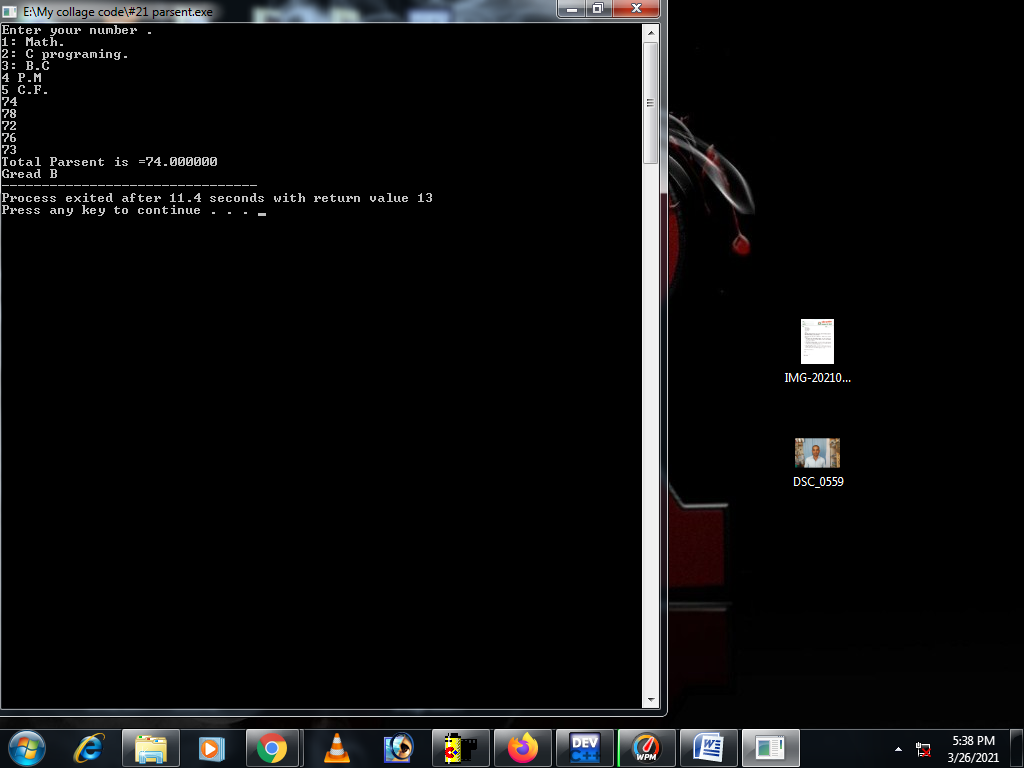 E:\My collage code\#21 parsent.exe
Enter your number .
1: Math.
2: C programing.
3: B.C
4 P.M
5 C.F.
74
78
72
76
73
Total Parsent is =74.000000
Gread B
--------------------------------
Process exited after 11.4 seconds with return value 13
Press any key to continue . . .
IMG-20210...
DSC_0559
DEV
WPM
5:38 PM
3/26/2021